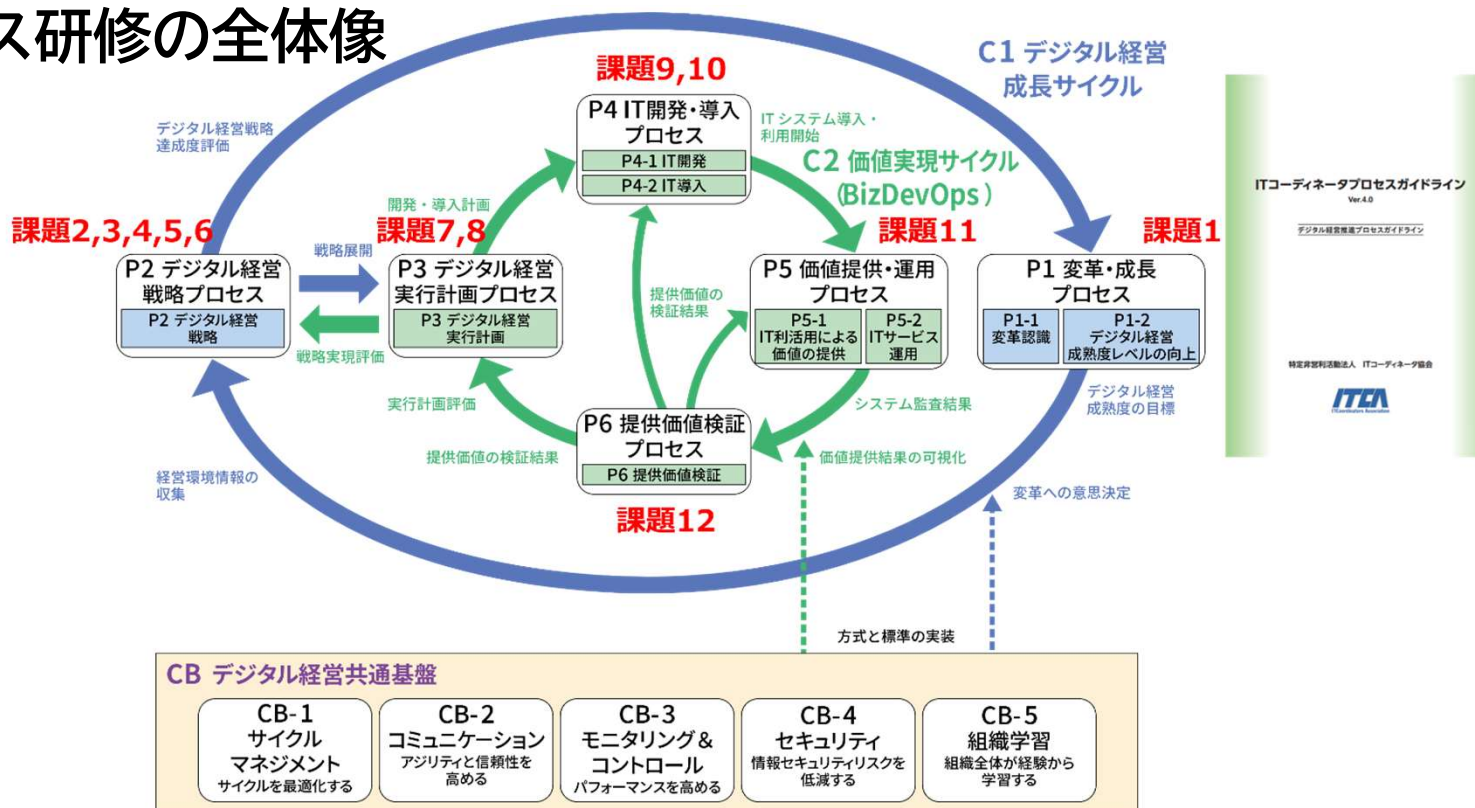 ス研修の全体像
課題9,10
C1 デジタル経営
成長サイクル
デジタル経営戦略
達成度評価
P4 IT開発・導入
プロセス
P4-1 IT開発
P4-2 IT導入
IT システム導入・
利用開始
C2 価値実現サイクル
(BizDevOps)
開発・導入計画
課題2,3,4,5,6
戦略展開
課題7,8
課題11
課題1
P2 デジタル経営
戦略プロセス
P2 デジタル経営
戦略
P3 デジタル経営
実行計画プロセス
P3 デジタル経営
実行計画
戦略実現評価
提供価値の
検証結果
P5 価値提供・運用
プロセス
P5-1
IT利活用による
価値の提供
P5-2
ITサービス
運用
P1 変革・成長
プロセス
P1-1
変革認識
P1-2
デジタル経営
成熟度レベルの向上
実行計画評価
システム監査結果
デジタル経営
成熟度の目標
P6 提供価値検証
プロセス
P6 提供価値検証
提供価値の検証結果
価値提供結果の可視化
経営環境情報の
収集
変革への意思決定
課題12
方式と標準の実装
CB デジタル経営共通基盤
CB-1
サイクル
マネジメント
サイクルを最適化する
CB-2
コミュニケーション
アジリティと信頼性を
高める
CB-3
モニタリング&
コントロール
パフォーマンスを高める
CB-4
セキュリティ
情報セキュリティリスクを
低減する
CB-5
組織学習
組織全体が経験から
学習する
ITコーディネータプロセスガイドライン
Ver.4.0
デジタル経営推進プロセスガイドライン
特定非営利活動法人 ITコーディネータ協会
ITCA
ITCoordinators Association